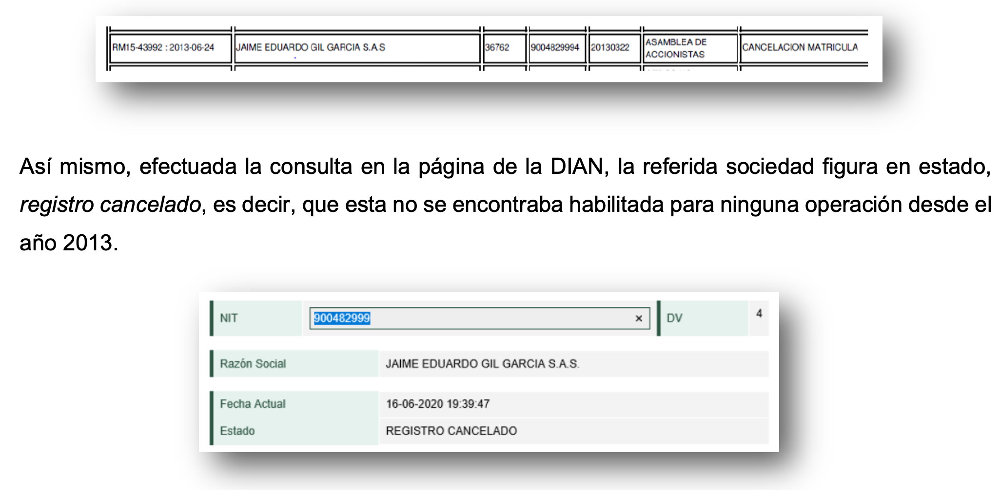 RM15-43992 : 2013-06-24 JAIME EDUARDO GIL GARCIA S.A.S 36762 9004829994 20130322 ASAMBLEA DE ACCIONISTAS CANCELACION MATRICULA
Así mismo, efectuada la consulta en la página de la DIAN, la referida sociedad figura en estado,
registro cancelado, es decir, que esta no se encontraba habilitada para ninguna operación desde el
año 2013.
NIT 900482999 × DV 4
Razón Social JAIME EDUARDO GIL GARCIA S.A.S.
Fecha Actual 16-06-2020 19:39:47
Estado REGISTRO CANCELADO